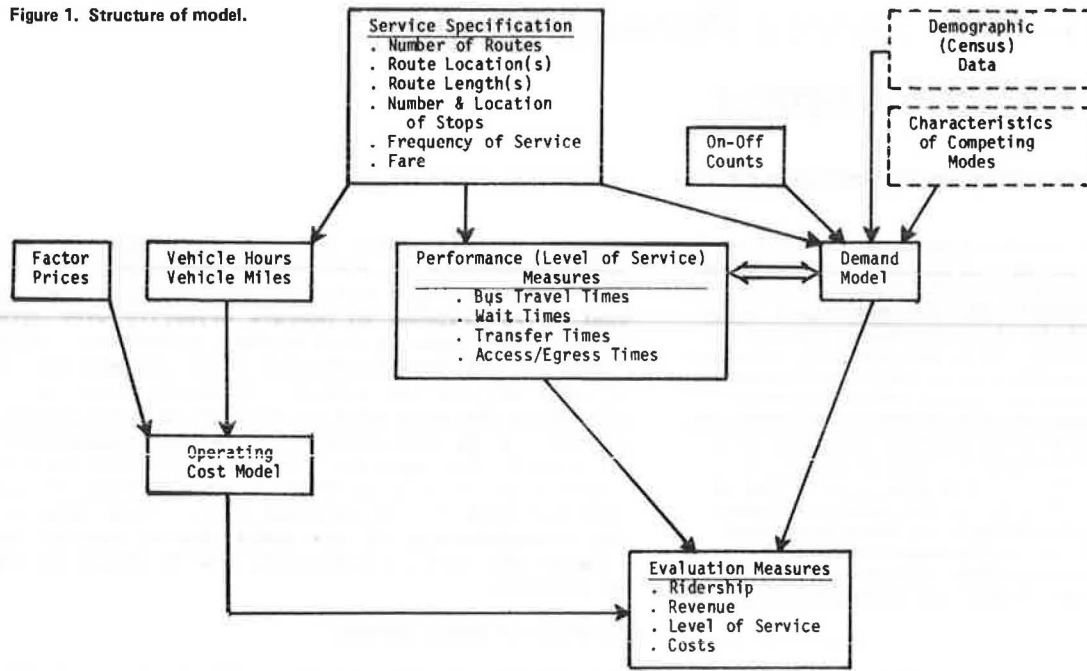 Figure 1. Structure of model.
Service Specification
. Number of Routes
. Route Location(s)
. Route Length(s)
. Number & Location
of Stops
. Frequency of Service
. Fare
Demographic
(Census)
Data
On-Off
Counts
Characteristics
of Competing
Modes
Factor
Prices
Vehicle Hours
Vehicle Miles
Performance (Level of Service)
Measures
. Bus Travel Times
. Wait Times
. Transfer Times
. Access/Egress Times
Demand
Model
Operating
Cost Model
Evaluation Measures
. Ridership
. Revenue
. Level of Service
. Costs